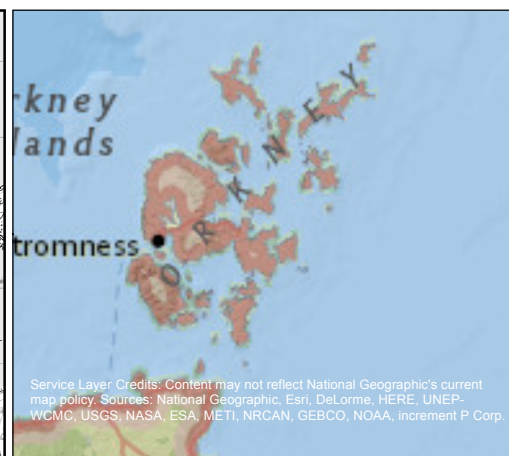 rkney
lands
ORKNEY
tromness
Service Layer Credits: Content may not reflect National Geographic's current
map policy. Sources: National Geographic, Esri, DeLorme, HERE, UNEP-
WCMC, USGS, NASA, ESA, METI, NRCAN, GEBCO, NOAA, increment P Corp.